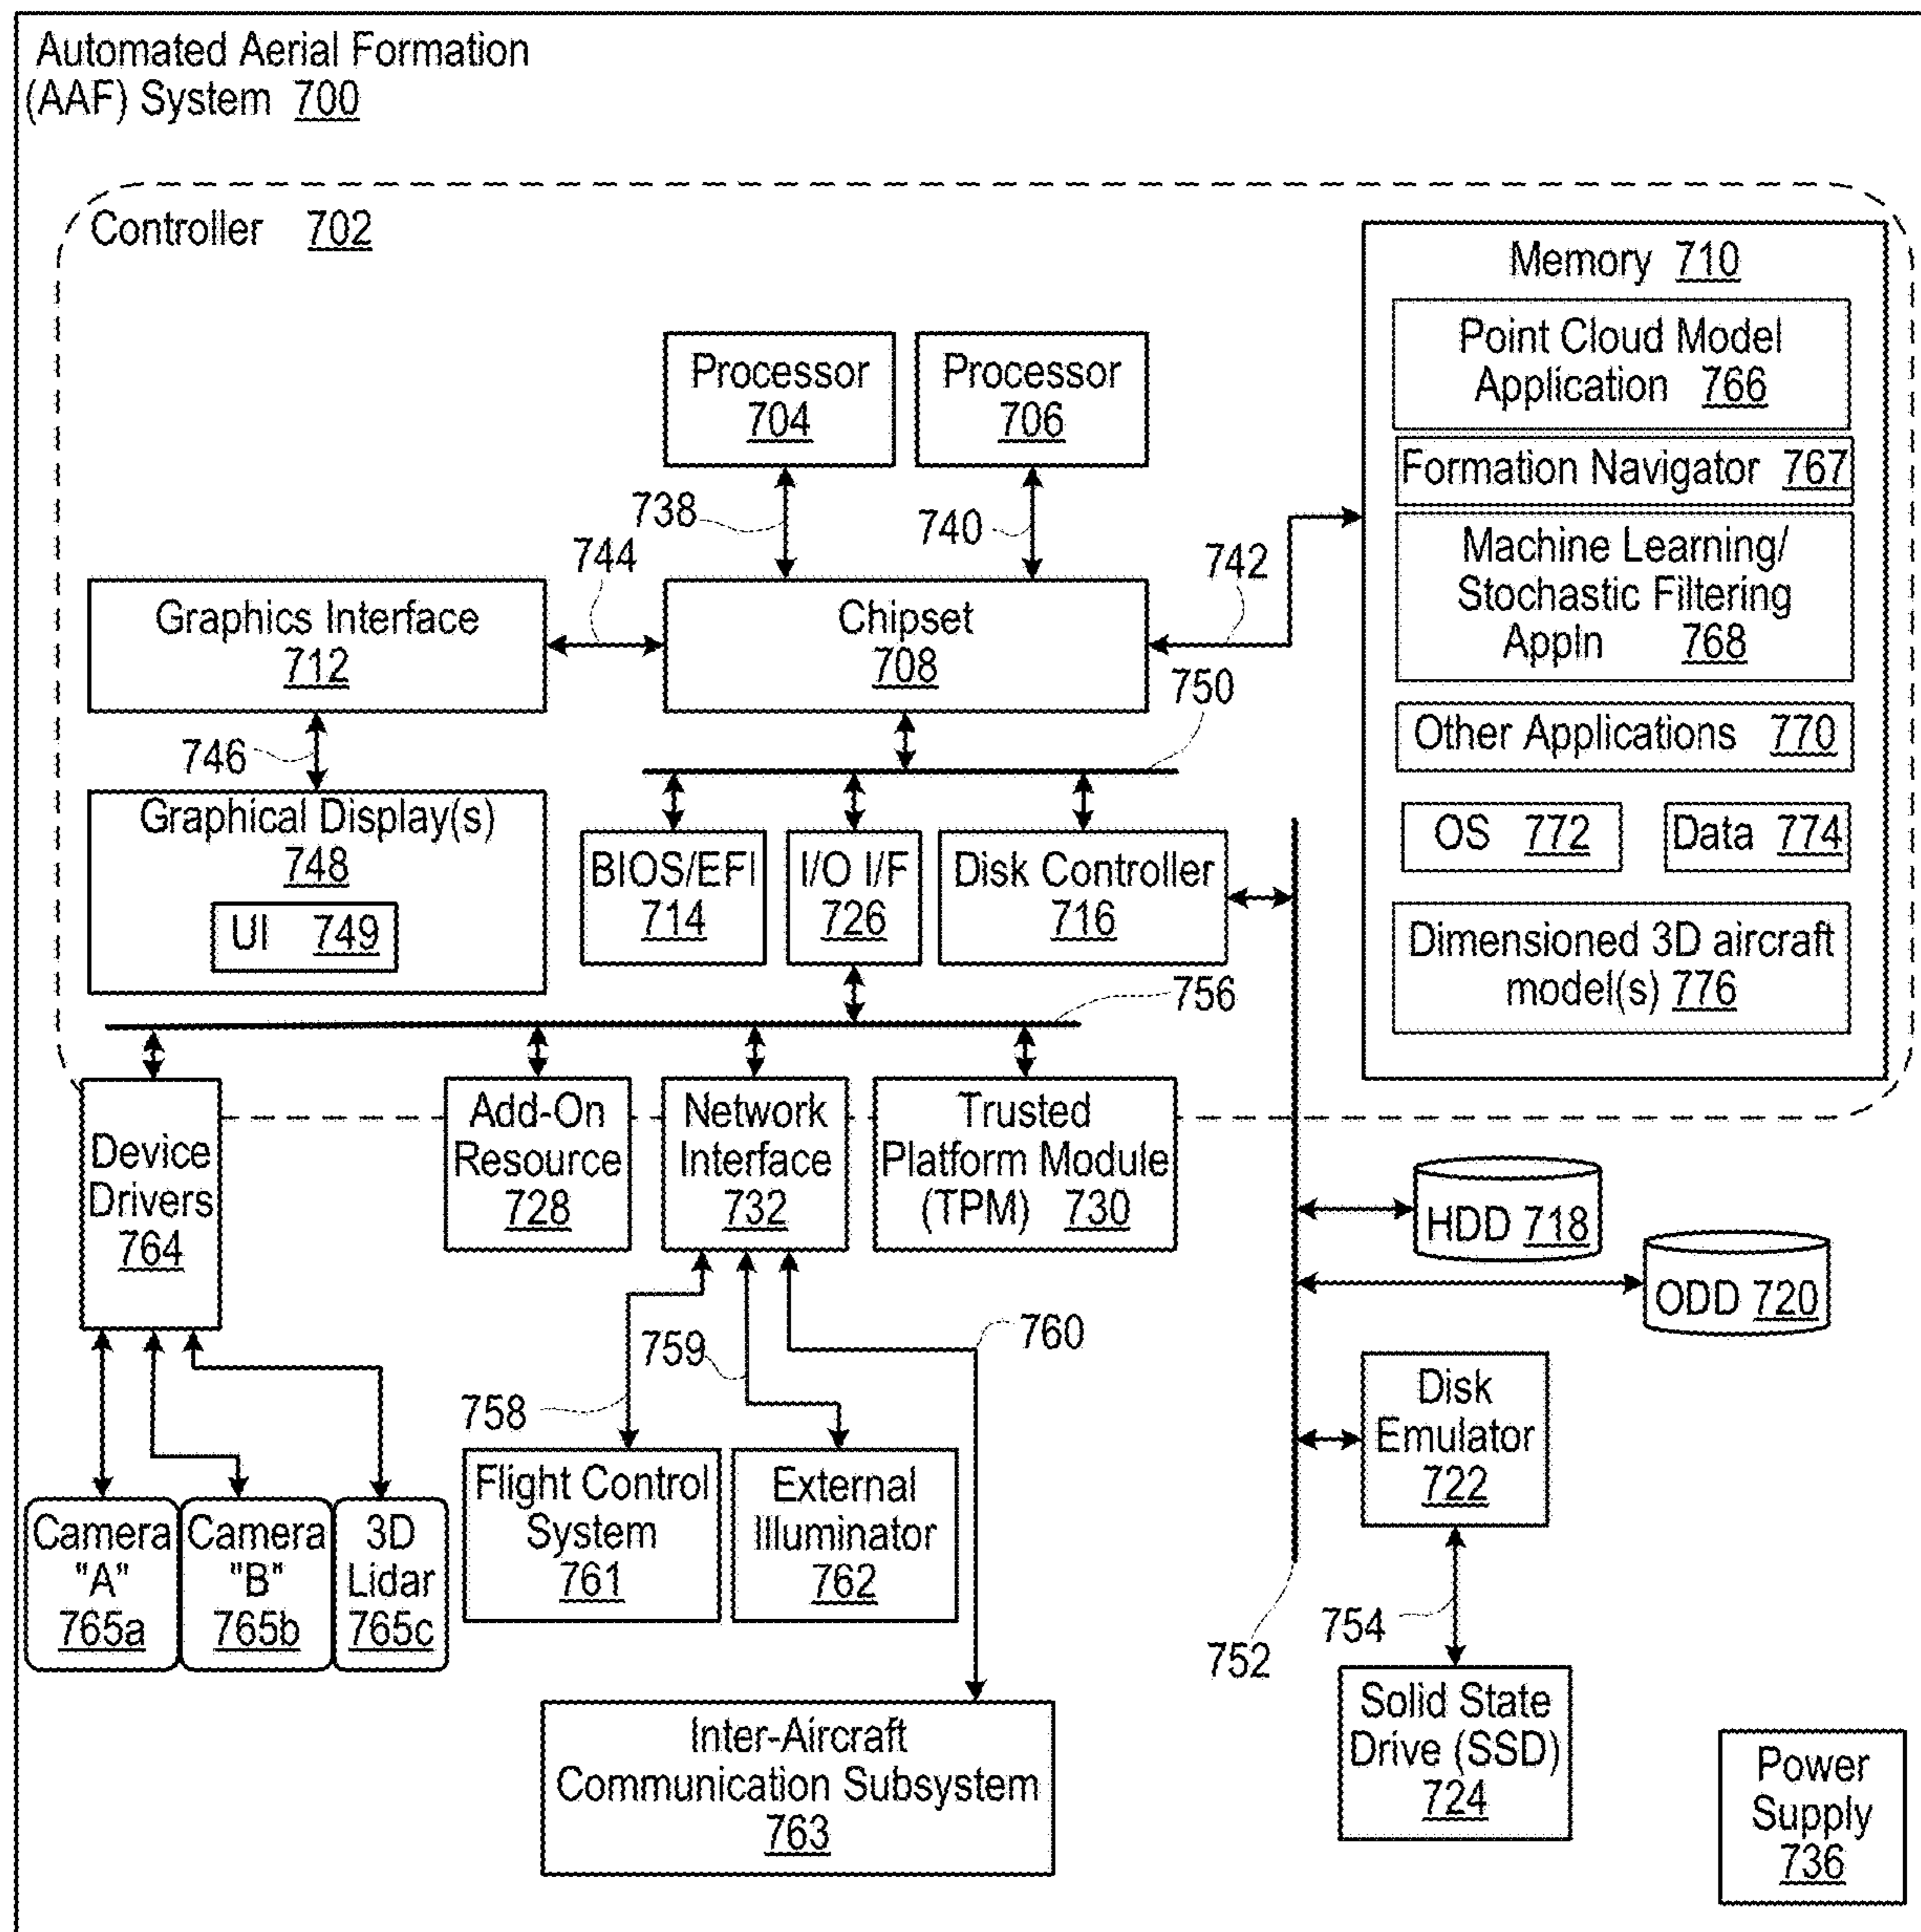 Automated Aerial Formation
(AAF) System 700
Controller 702
Memory 710
Point Cloud Model
Application 766
Formation Navigator 767
Machine Learning/
Stochastic Filtering
Appln 768
Other Applications 770
OS 772
Data 774
Dimensioned 3D aircraft
model(s) 776
Processor
704
Processor
706
738
740
744
742
Graphics Interface
712
Chipset
708
750
746
Graphical Display(s)
748
UI 749
BIOS/EFI
714
I/O I/F
726
Disk Controller
716
756
Device
Drivers
764
Add-On
Resource
728
Network
Interface
732
Trusted
Platform Module
(TPM) 730
HDD 718
ODD 720
760
759
758
Disk
Emulator
722
Camera
"A"
765a
Camera
"B"
765b
3D
Lidar
765c
Flight Control
System
761
External
Illuminator
762
754
752
Inter-Aircraft
Communication Subsystem
763
Solid State
Drive (SSD)
724
Power
Supply
736